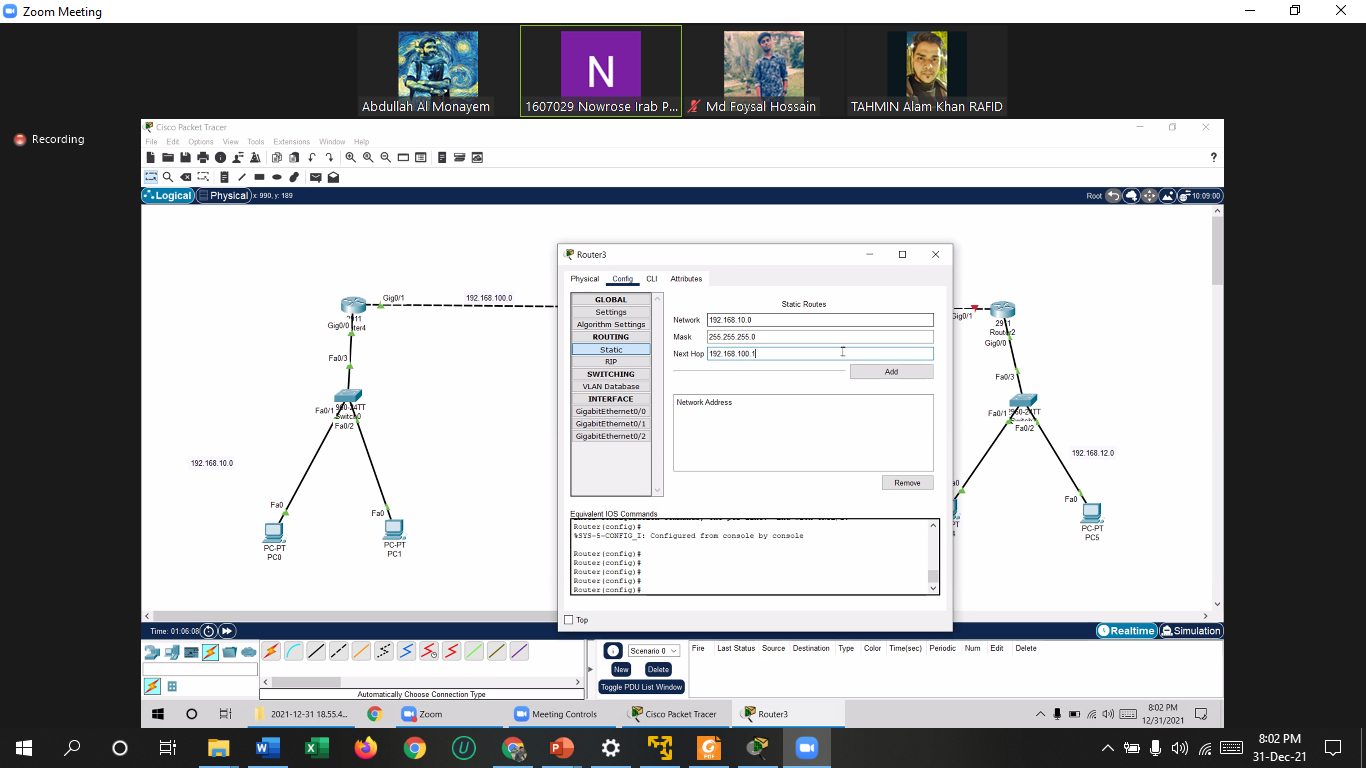 Zoom Meeting
Abdullah Al Monayem
1607029 Nowrose Irab P...
Md Foysal Hossain
TAHMIN Alam Khan RAFID
N
Recording
Cisco Packet Tracer
File Edit Options View Tools Extensions Window Help
?
Logical
Physical
x: 990, y: 189
Root
10:09:00
Router3
Physical Config CLI Attributes
GLOBAL
Settings
Algorithm Settings
ROUTING
Static
RIP
SWITCHING
VLAN Database
INTERFACE
GigabitEthernet0/0
GigabitEthernet0/1
GigabitEthernet0/2
Static Routes
Network 192.168.10.0
Mask 255.255.255.0
Next Hop 192.168.100.1
Add
Network Address
Remove
Equivalent IOS Commands
Router(config)#
%SYS-5-CONFIG_I: Configured from console by console
Router(config)#
Router(config)#
Router(config)#
Router(config)#
Router(config)#
Top
Gig0/1
192.168.100.0
2911
Gig0/0
Fa0/3
Fa0/1
Fa0/2
192.168.10.0
Fa0
Fa0
PC-PT
PC0
PC-PT
PC1
Gig0/1
Router2
Gig0/0
Fa0/3
Fa0/1
Fa0/2
192.168.12.0
Fa0
PC-PT
PC5
Time: 01:06:08
Realtime
Simulation
Automatically Choose Connection Type
Scenario 0
New
Delete
Toggle PDU List Window
Fire Last Status Source Destination Type Color Time(sec) Periodic Num Edit Delete
2021-12-31 18.55.4...
Zoom
Meeting Controls
Cisco Packet Tracer
Router3
8:02 PM
12/31/2021
8:02 PM
31-Dec-21